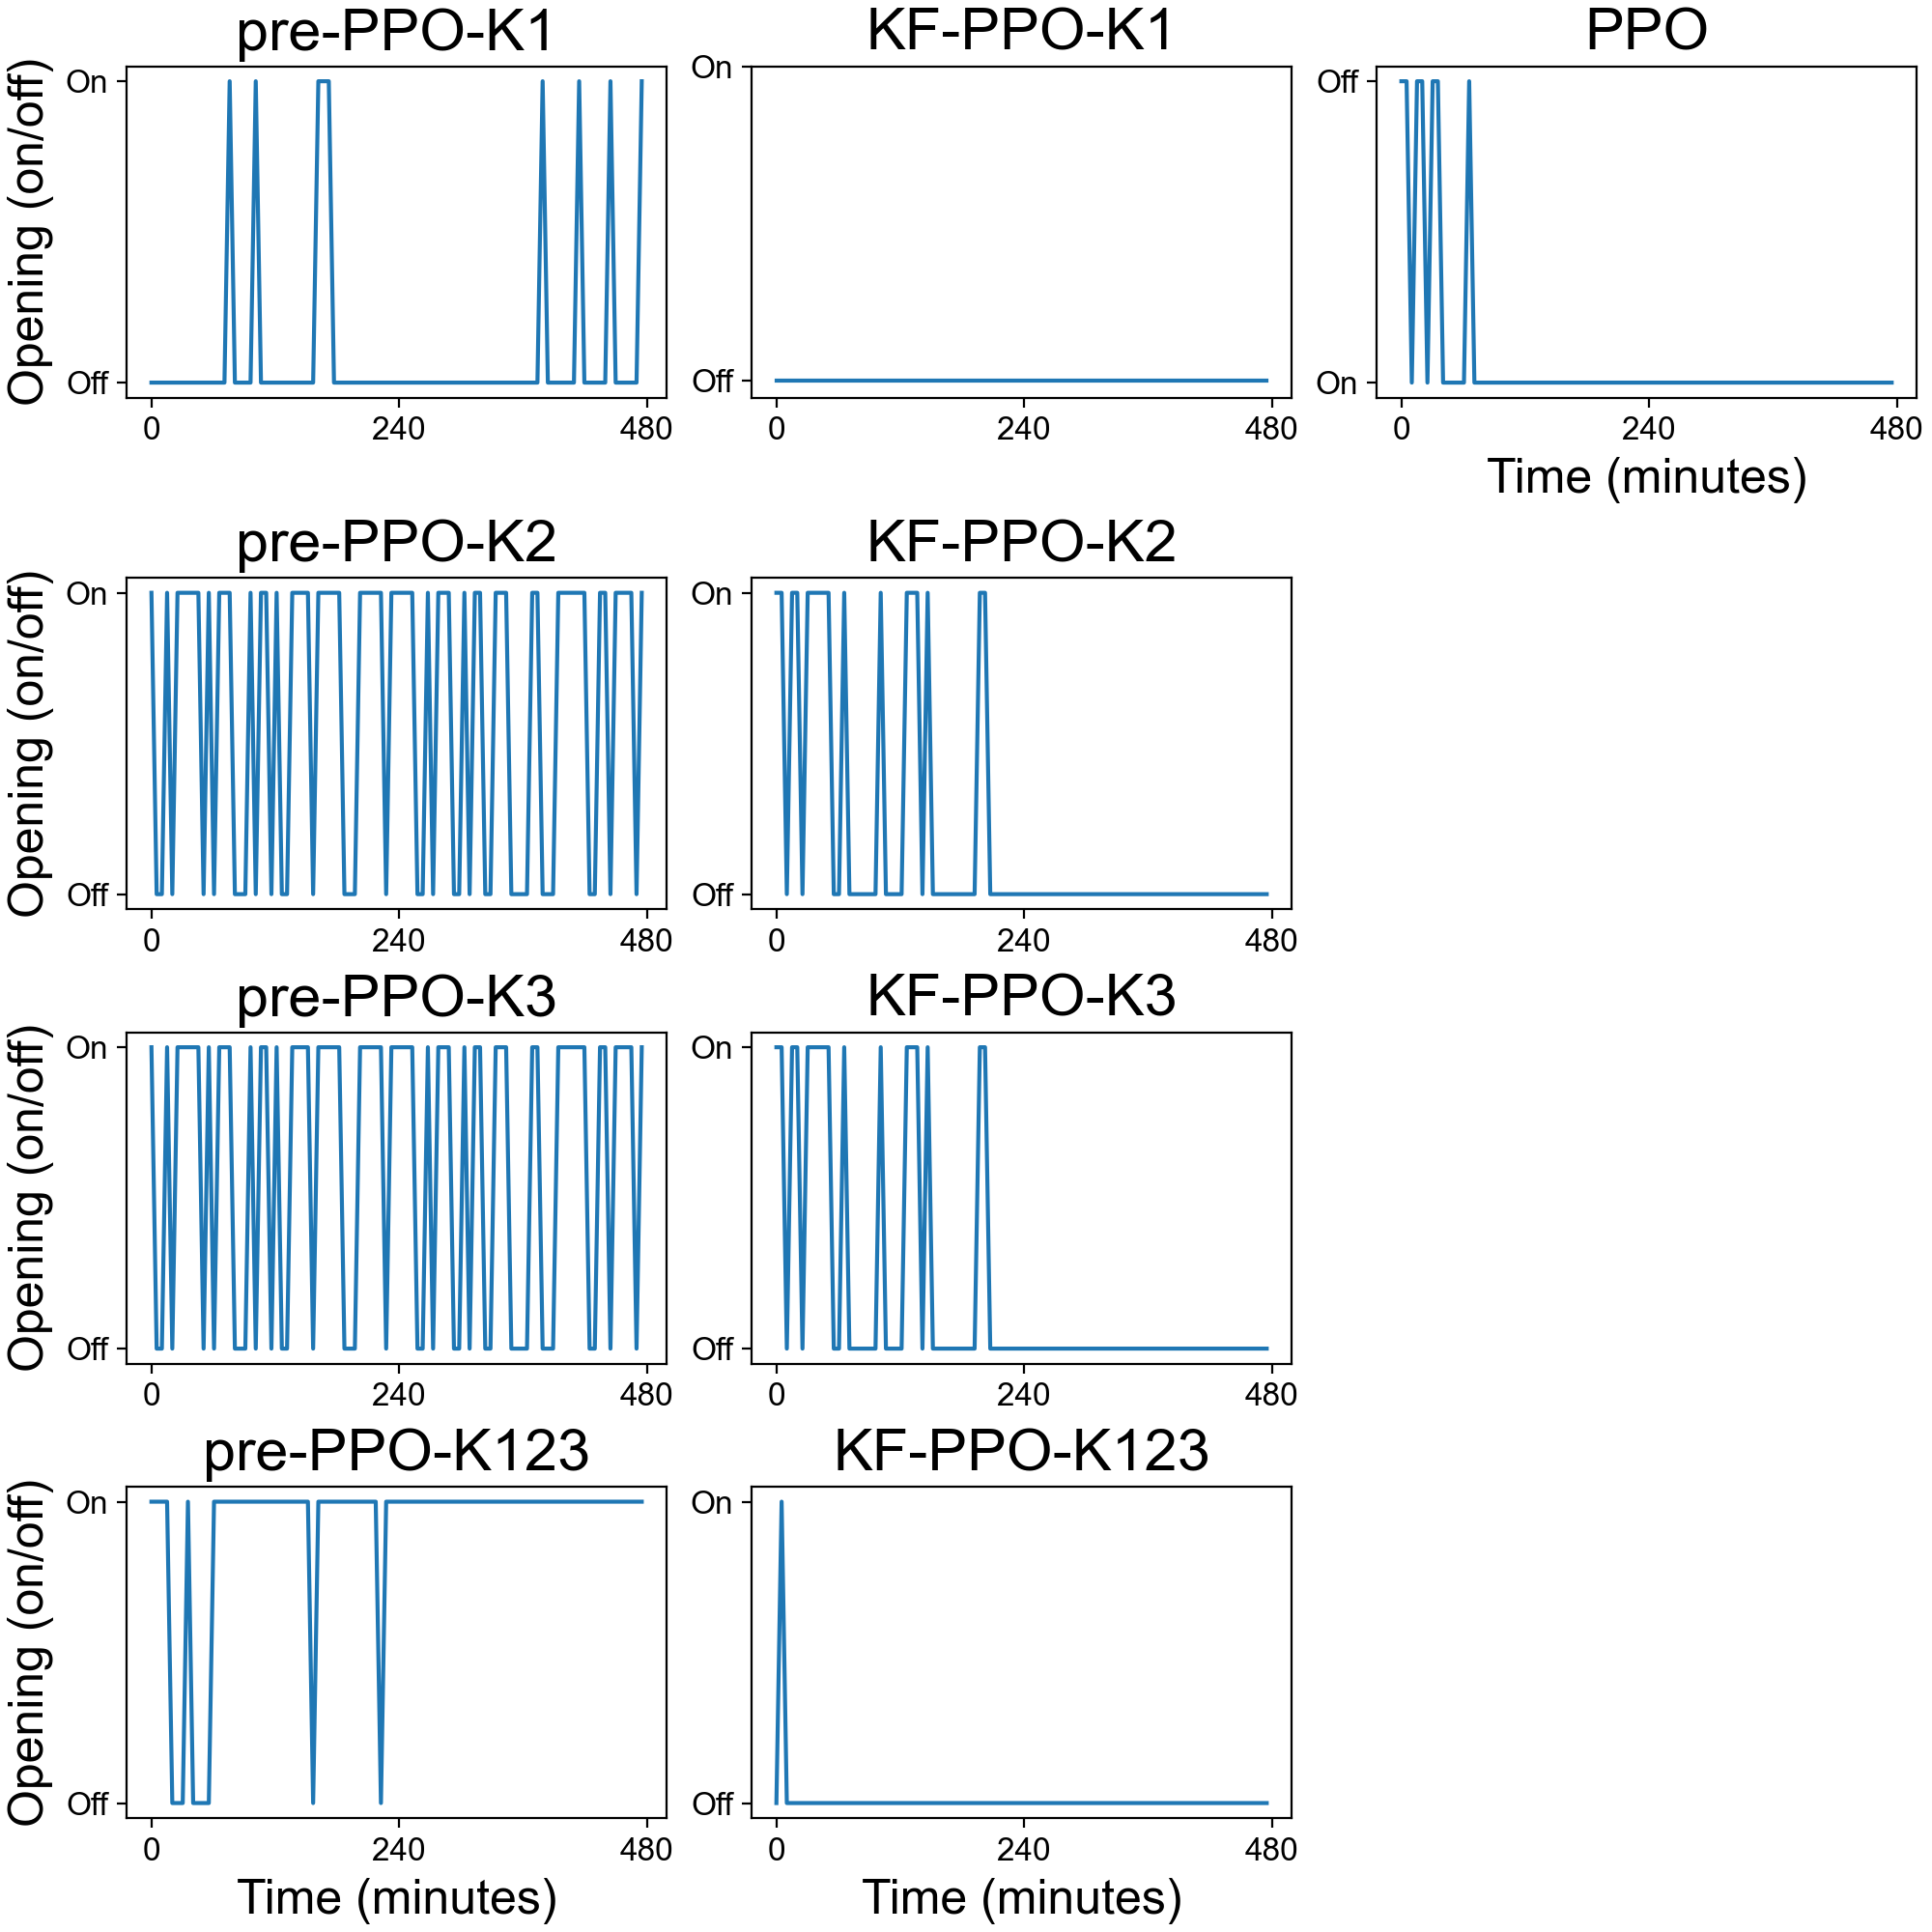 pre-PPO-K1
KF-PPO-K1
PPO
Opening (on/off)
On
Off
0 240 480
On
Off
0 240 480
Off
On
0 240 480
Time (minutes)
pre-PPO-K2
KF-PPO-K2
Opening (on/off)
On
Off
0 240 480
On
Off
0 240 480
pre-PPO-K3
KF-PPO-K3
Opening (on/off)
On
Off
0 240 480
On
Off
0 240 480
pre-PPO-K123
KF-PPO-K123
Opening (on/off)
On
Off
0 240 480
Time (minutes)
On
Off
0 240 480
Time (minutes)